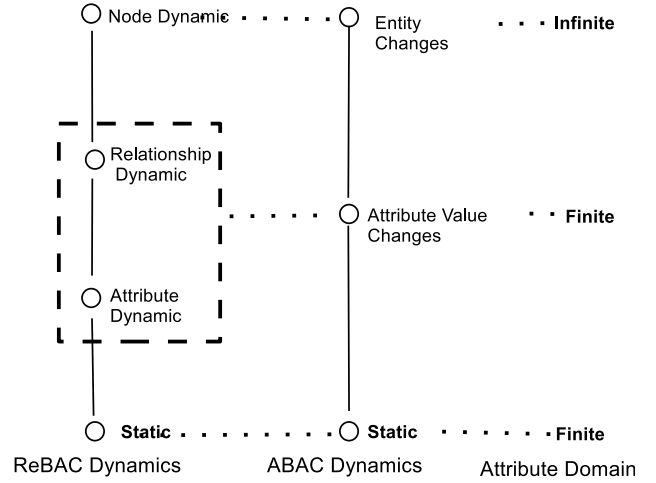 Node Dynamic
Entity
Changes
Infinite
Relationship
Dynamic
Attribute Value
Changes
Finite
Attribute
Dynamic
Static
Static
Finite
ReBAC Dynamics
ABAC Dynamics
Attribute Domain